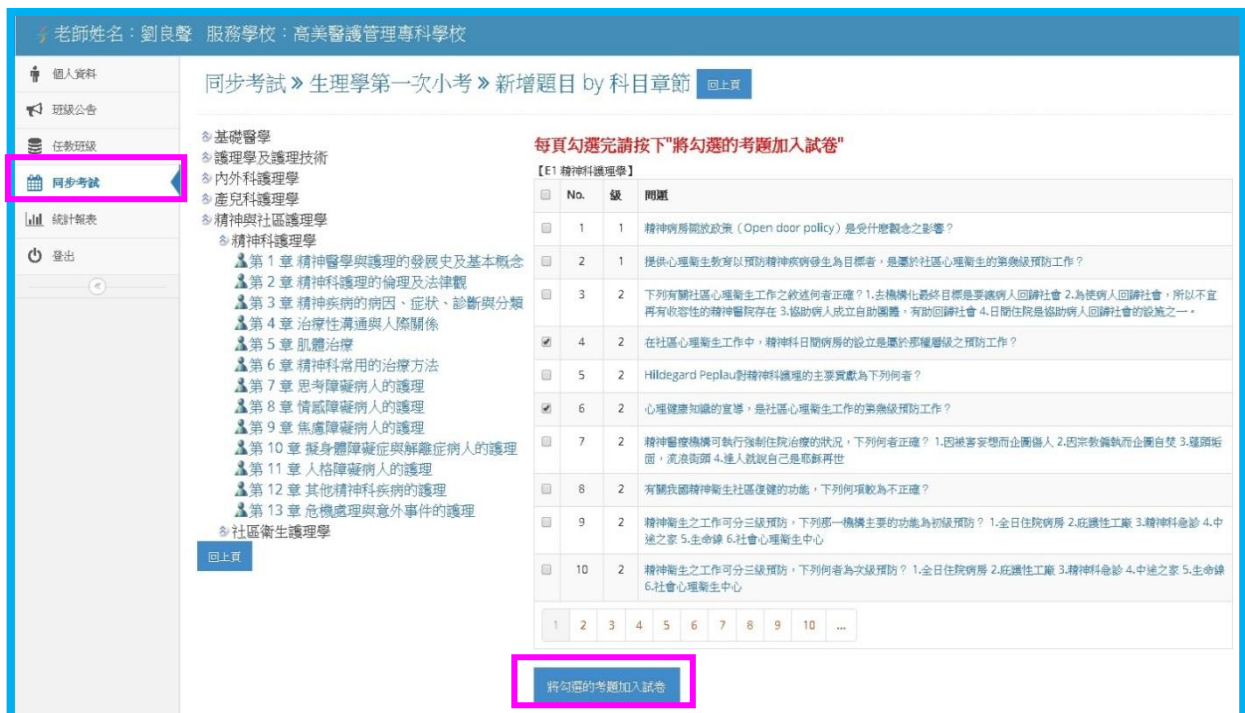 老師姓名：劉良聲 服務學校：高美醫護管理專科學校
個人資料
班級公告
任教班級
同步考試
統計報表
登出
同步考試 » 生理學第一次小考 » 新增題目 by 科目章節 回上頁
基礎醫學
護理學及護理技術
內外科護理學
產兒科護理學
精神與社區護理學
精神科護理學
第 1 章 精神醫學與護理的發展史及基本概念
第 2 章 精神科護理的倫理及法律觀
第 3 章 精神疾病的病因、症狀、診斷與分類
第 4 章 治療性溝通與人際關係
第 5 章 肌體治療
第 6 章 精神科常用的治療方法
第 7 章 思考障礙病人的護理
第 8 章 情感障礙病人的護理
第 9 章 焦慮障礙病人的護理
第 10 章 擬身體障礙症與解離症病人的護理
第 11 章 人格障礙病人的護理
第 12 章 其他精神科疾病的護理
第 13 章 危機處理與意外事件的護理
社區衛生護理學
回上頁
每頁勾選完請按下"將勾選的考題加入試卷"
【E1 精神科護理學】
No. 級 問題
1 1 精神病房開放政策（Open door policy）是受什麼觀念之影響？
2 1 提供心理衛生教育以預防精神疾病發生為目標者，是屬於社區心理衛生的第幾級預防工作？
3 2 下列有關社區心理衛生工作之敘述何者正確？1.去機構化最終目標是要讓病人回歸社會 2.為使病人回歸社會，所以不宜
再有收容性的精神醫院存在 3.協助病人成立自助團體，有助回歸社會 4.日間住院是協助病人回歸社會的設施之一。
4 2 在社區心理衛生工作中，精神科日間病房的設立是屬於那種層級之預防工作？
5 2 Hildegard Peplau對精神科護理的主要貢獻為下列何者？
6 2 心理健康知識的宣導，是社區心理衛生工作的第幾級預防工作？
7 2 精神醫療機構可執行強制住院治療的狀況，下列何者正確？ 1.因被害妄想而企圖傷人 2.因宗教偏執而企圖自焚 3.蓬頭垢
面，流浪街頭 4.逢人就說自己是耶穌再世
8 2 有關我國精神衛生社區復健的功能，下列何項較為不正確？
9 2 精神衛生之工作可分三級預防，下列那一機構主要的功能為初級預防？ 1.全日住院病房 2.庇護性工廠 3.精神科急診 4.中
途之家 5.生命線 6.社會心理衛生中心
10 2 精神衛生之工作可分三級預防，下列何者為次級預防？ 1.全日住院病房 2.庇護性工廠 3.精神科急診 4.中途之家 5.生命線
6.社會心理衛生中心
1 2 3 4 5 6 7 8 9 10 ...
將勾選的考題加入試卷